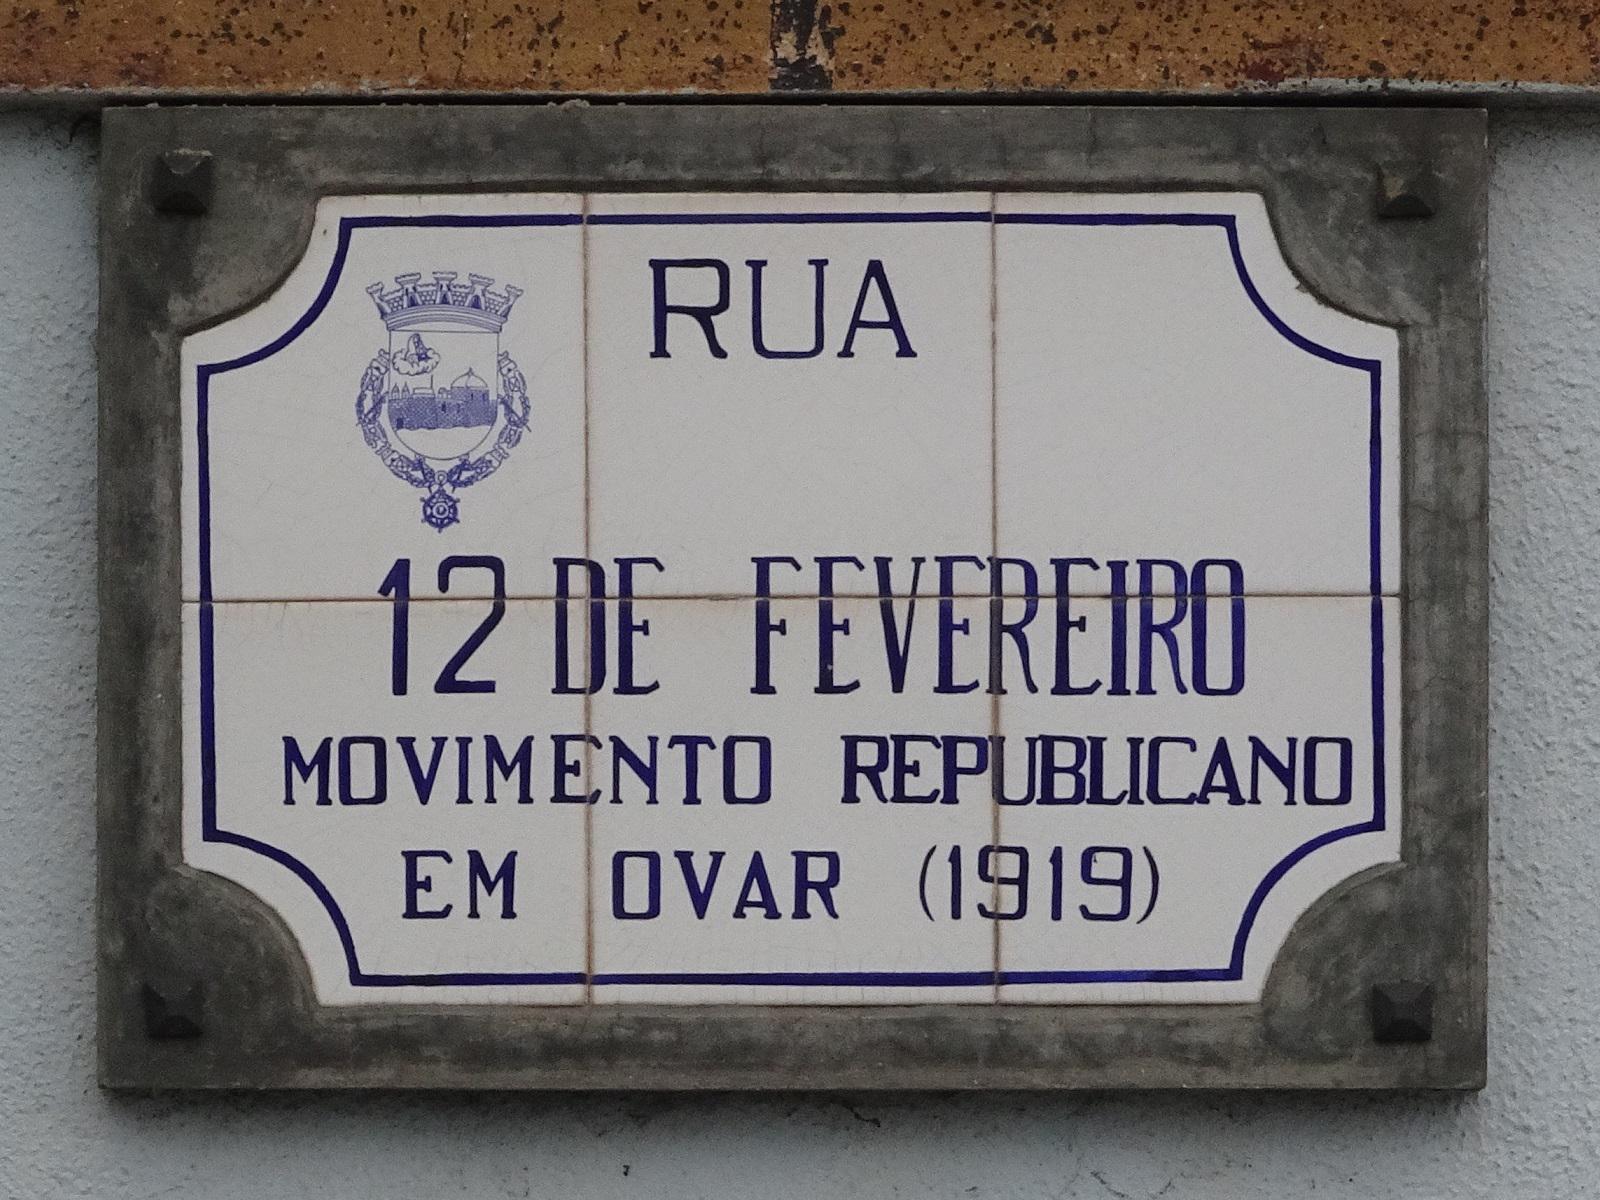 RUA
12 DE FEVEREIRO
MOVIMENTO REPUBLICANO
EM OVAR (1919)